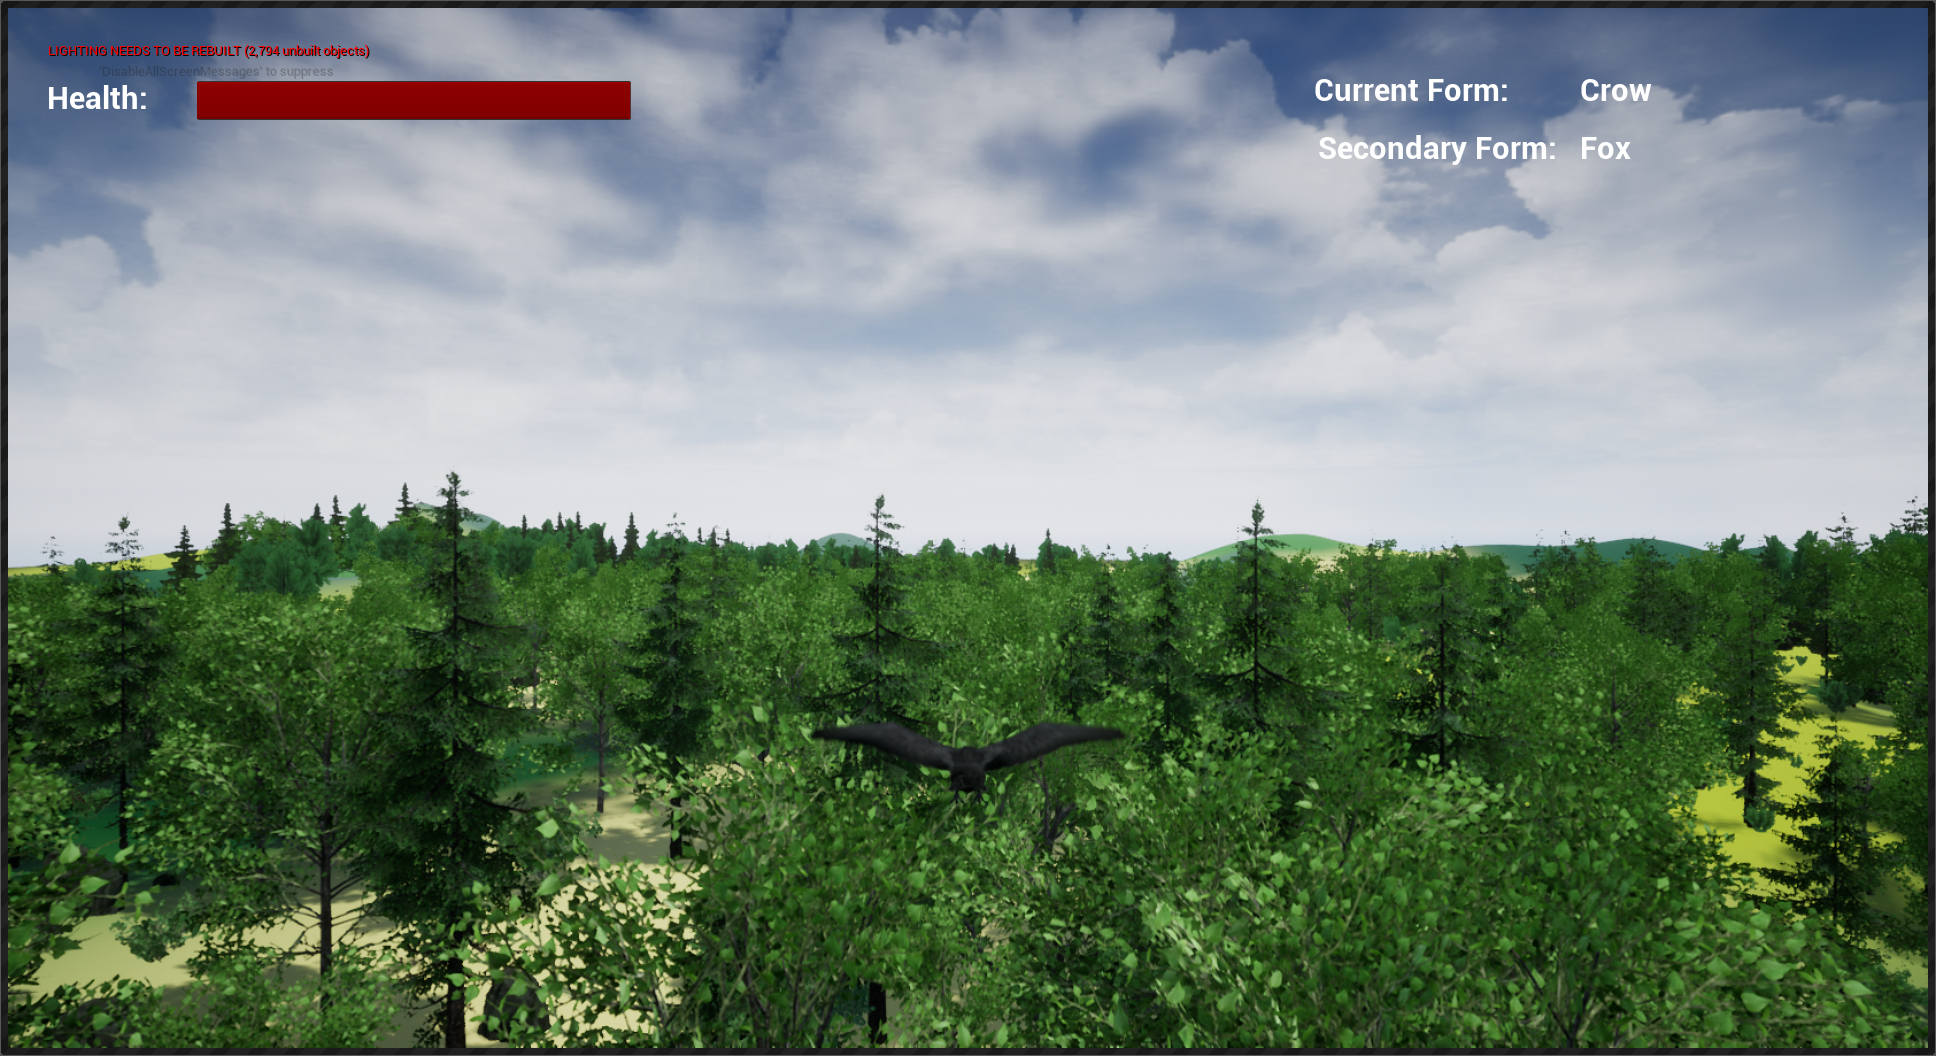 LIGHTING NEEDS TO BE REBUILT (2,794 unbuilt objects)
'DisableAllScreenMessages' to suppress
Health:
Current Form: Crow
Secondary Form: Fox